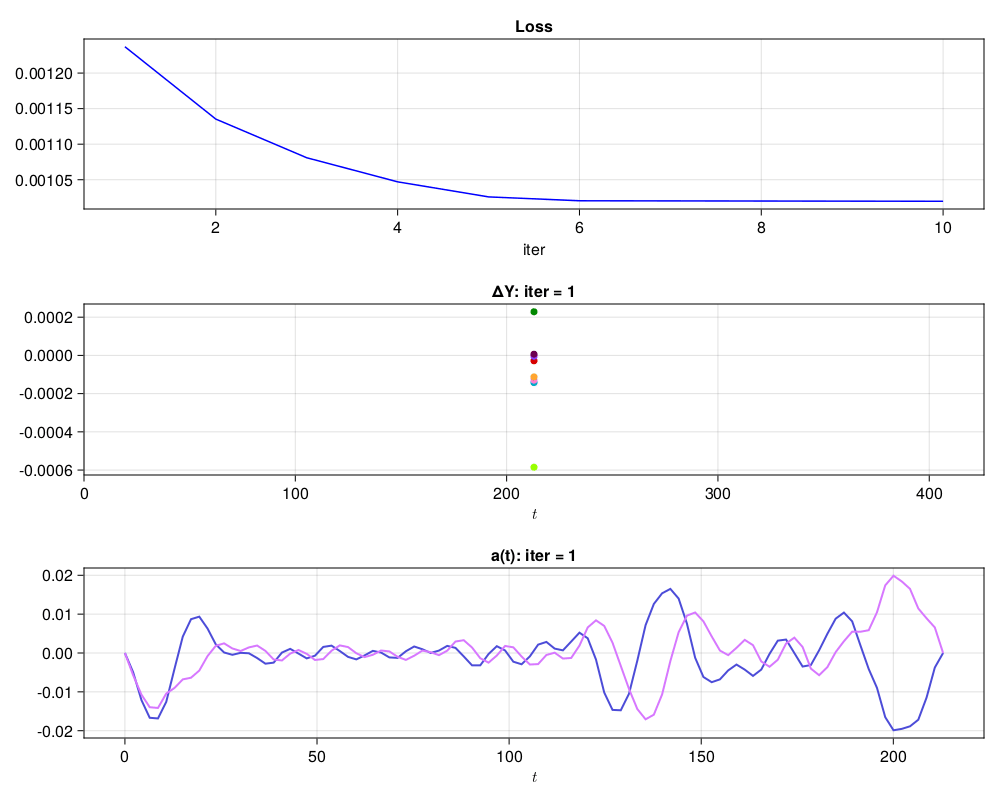 Loss
0.00120
0.00115
0.00110
0.00105
2 4 6 8 10
iter
ΔY: iter = 1
0.0002
0.0000
-0.0002
-0.0004
-0.0006
0 100 200 300 400
t
a(t): iter = 1
0.02
0.01
0.00
-0.01
-0.02
0 50 100 150 200
t